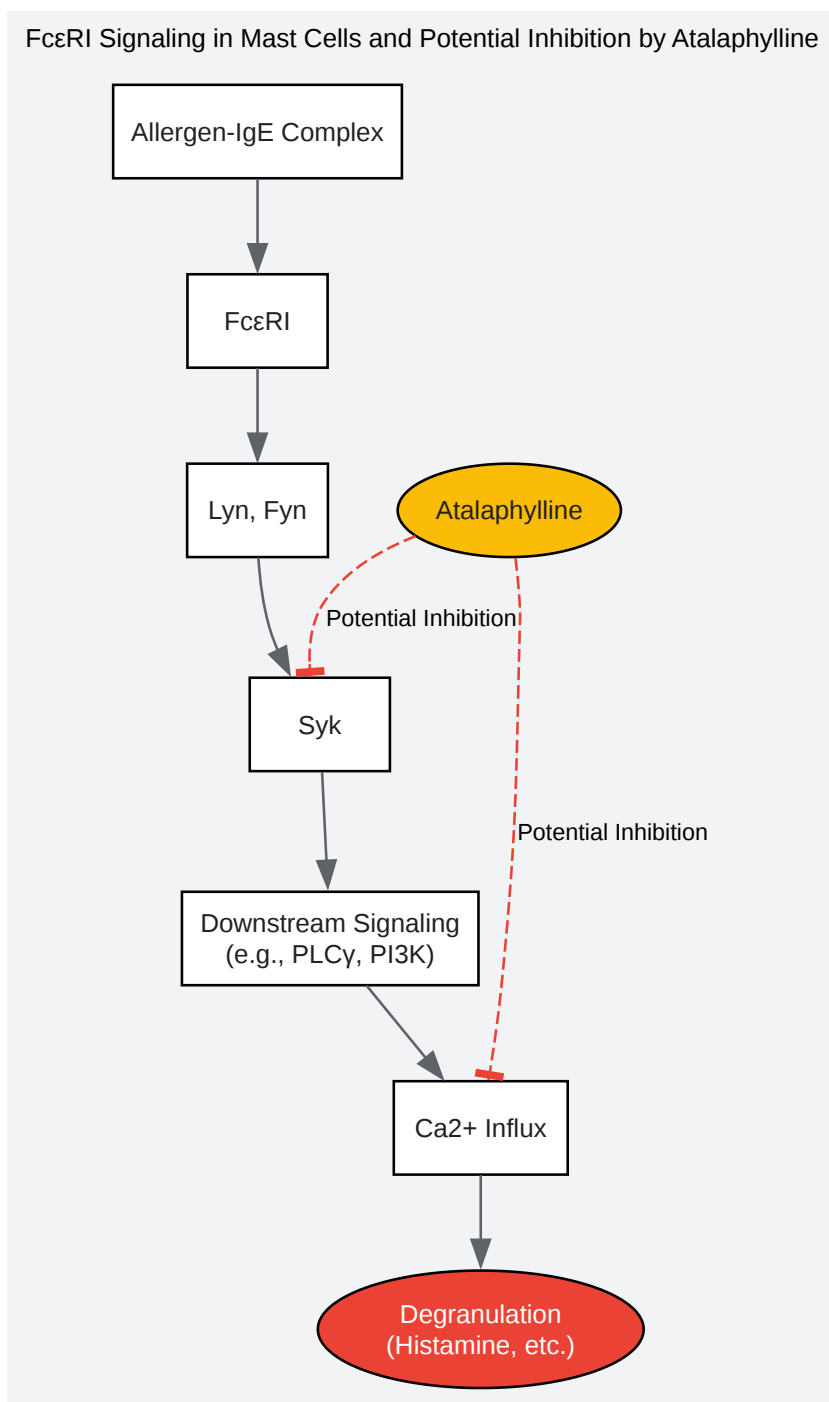 FcεRI Signaling in Mast Cells and Potential Inhibition by Atalaphylline
Allergen-IgE Complex
FcεRI
Lyn, Fyn
Atalaphylline
Potential Inhibition
Syk
Potential Inhibition
Downstream Signaling
(e.g., PLCγ, PI3K)
Ca2+ Influx
Degranulation
(Histamine, etc.)